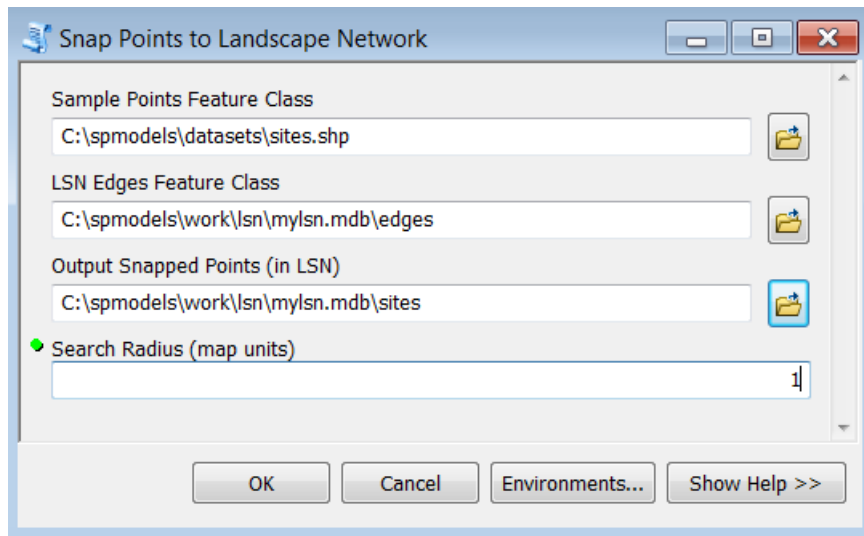 Snap Points to Landscape Network
Sample Points Feature Class
C:\spmodels\datasets\sites.shp
LSN Edges Feature Class
C:\spmodels\work\lsn\mylsn.mdb\edges
Output Snapped Points (in LSN)
C:\spmodels\work\lsn\mylsn.mdb\sites
Search Radius (map units)
1
OK Cancel Environments... Show Help >>